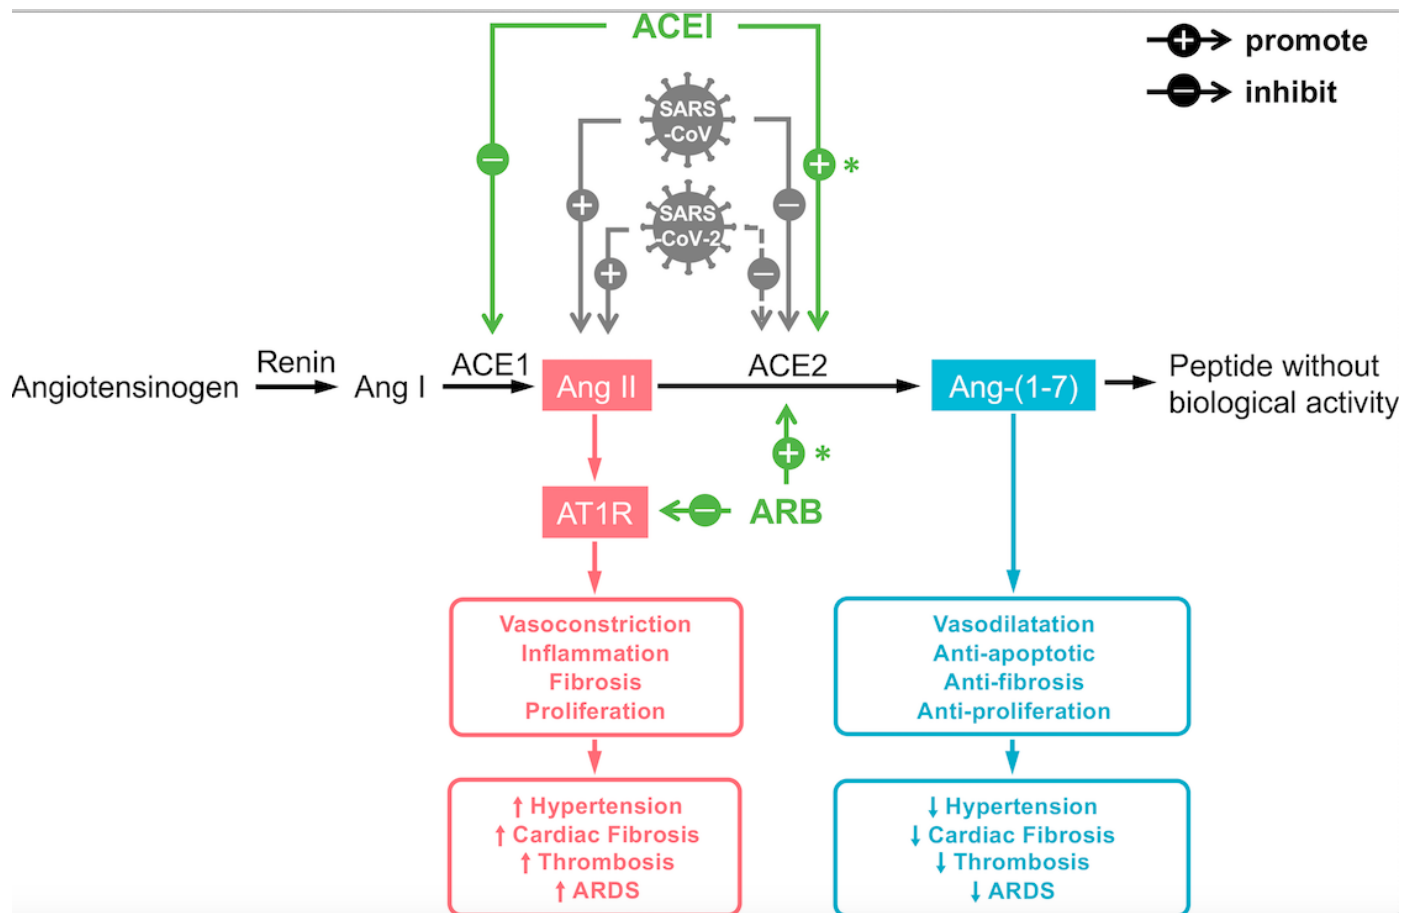 ACEI
promote
inhibit
SARS
-CoV
SARS
-CoV-2
*
Angiotensinogen
Renin
Ang I
ACE1
Ang II
ACE2
Ang-(1-7)
Peptide without
biological activity
*
AT1R
ARB
Vasoconstriction
Inflammation
Fibrosis
Proliferation
Vasodilatation
Anti-apoptotic
Anti-fibrosis
Anti-proliferation
↑ Hypertension
↑ Cardiac Fibrosis
↑ Thrombosis
↑ ARDS
↓ Hypertension
↓ Cardiac Fibrosis
↓ Thrombosis
↓ ARDS